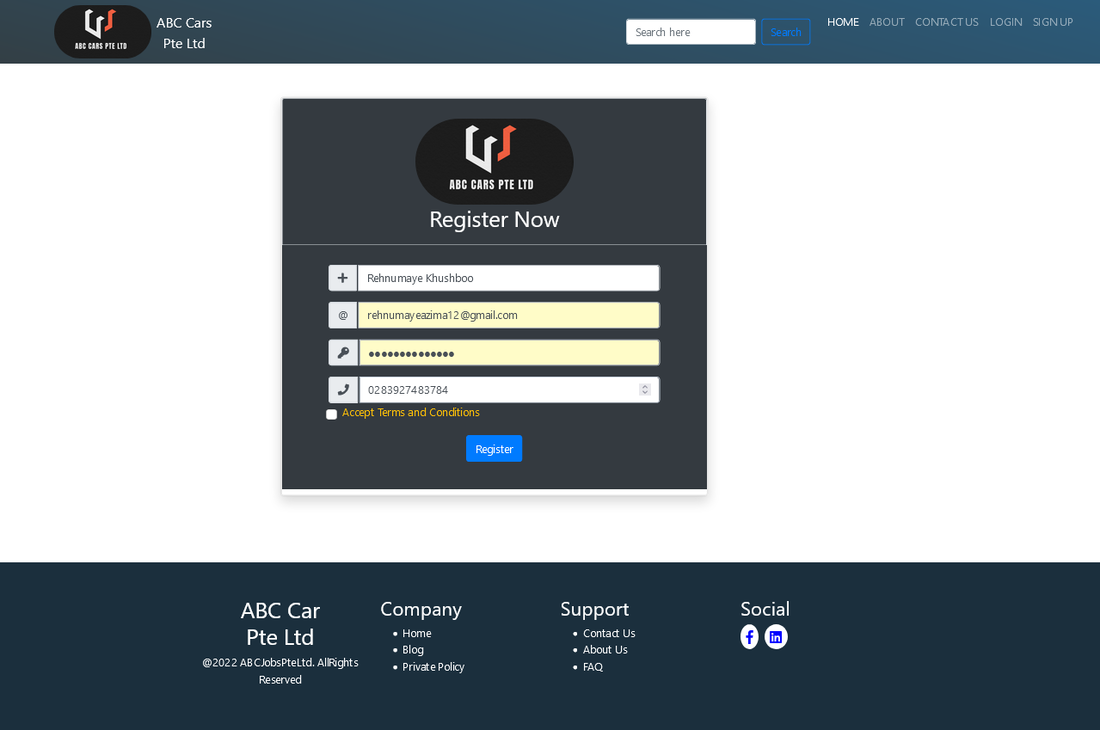 ABC CARS PTE LTD
ABC Cars
Pte Ltd
Search here
Search
HOME
ABOUT
CONTACT US
LOGIN
SIGN UP
ABC CARS PTE LTD
Register Now
Rehnumaye Khushboo
@
rehnumayeazima12@gmail.com
0283927483784
Accept Terms and Conditions
Register
ABC Car
Pte Ltd
@2022 ABCJobsPteLtd. AllRights
Reserved
Company
Home
Blog
Private Policy
Support
Contact Us
About Us
FAQ
Social